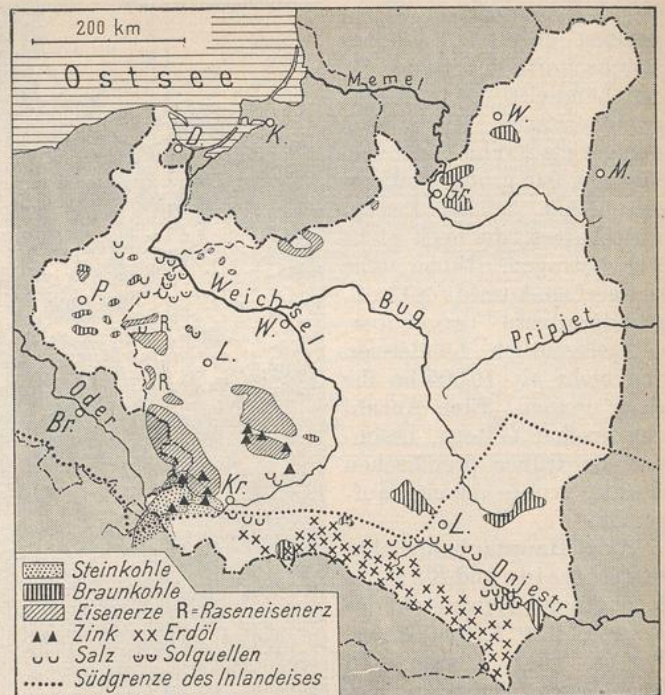 200 km
Ostsee
Memel
K.
D.
W.
Gr.
M.
P.
Weichsel
Bug
R
W.
L.
Pripjet
R
Oder
Br.
Kr.
L.
Dnjestr
Steinkohle
Braunkohle
Eisenerze R=Raseneisenerz
Zink Erdöl
Salz Solquellen
Südgrenze des Inlandeises